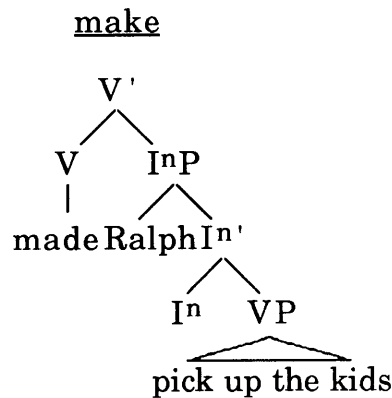 make
V'
V InP
made Ralph In'
In VP
pick up the kids